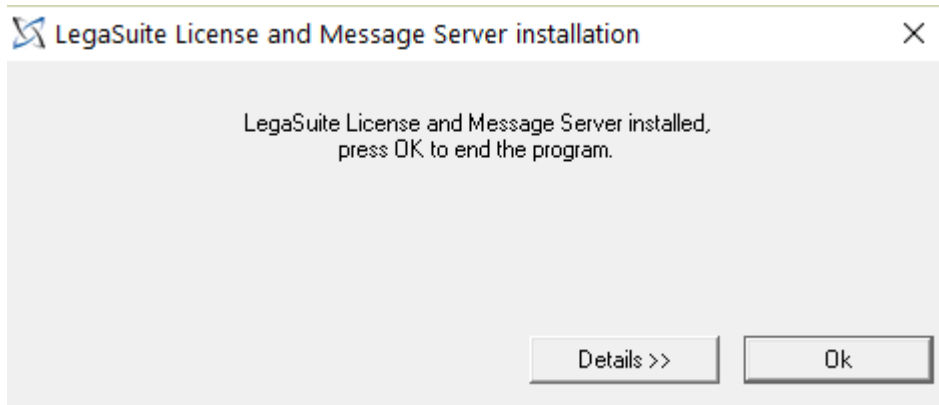 LegaSuite License and Message Server installation
LegaSuite License and Message Server installed,
press OK to end the program.
Details >>
Ok